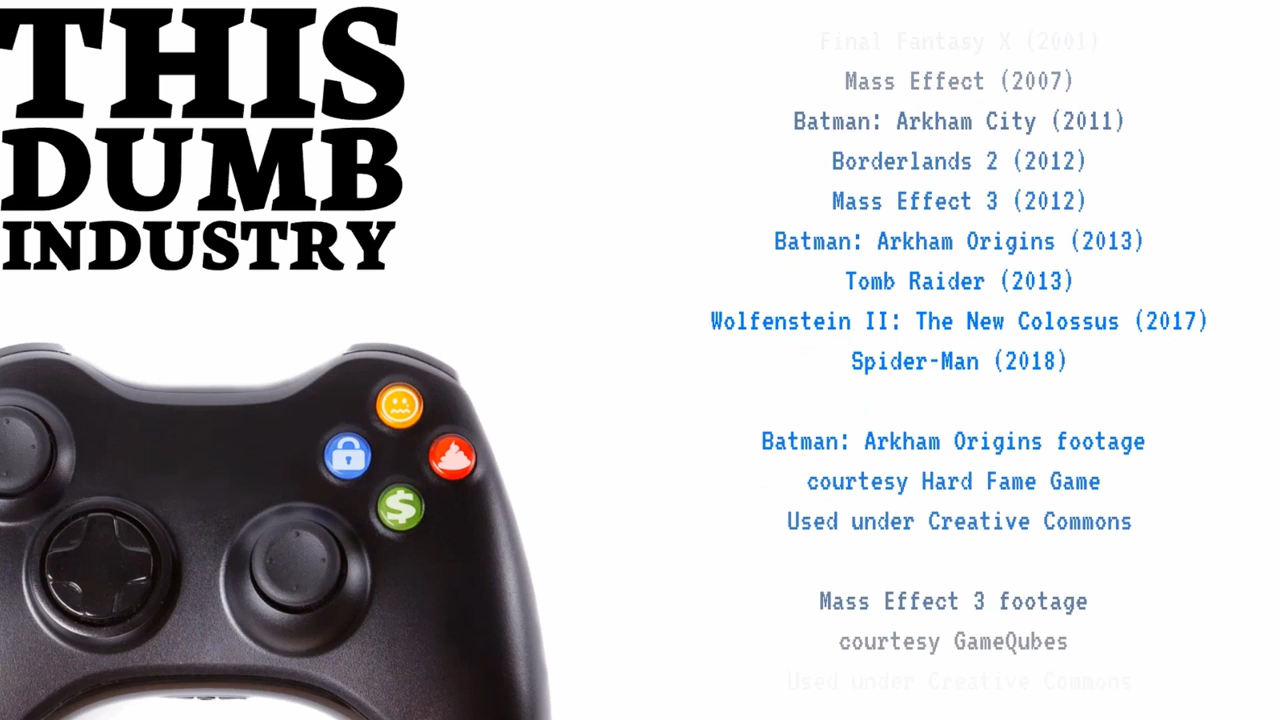 THIS
DUMB
INDUSTRY
Final Fantasy X (2001)
Mass Effect (2007)
Batman: Arkham City (2011)
Borderlands 2 (2012)
Mass Effect 3 (2012)
Batman: Arkham Origins (2013)
Tomb Raider (2013)
Wolfenstein II: The New Colossus (2017)
Spider-Man (2018)
Batman: Arkham Origins footage
courtesy Hard Fame Game
Used under Creative Commons
Mass Effect 3 footage
courtesy GameQubes
Used under Creative Commons
$